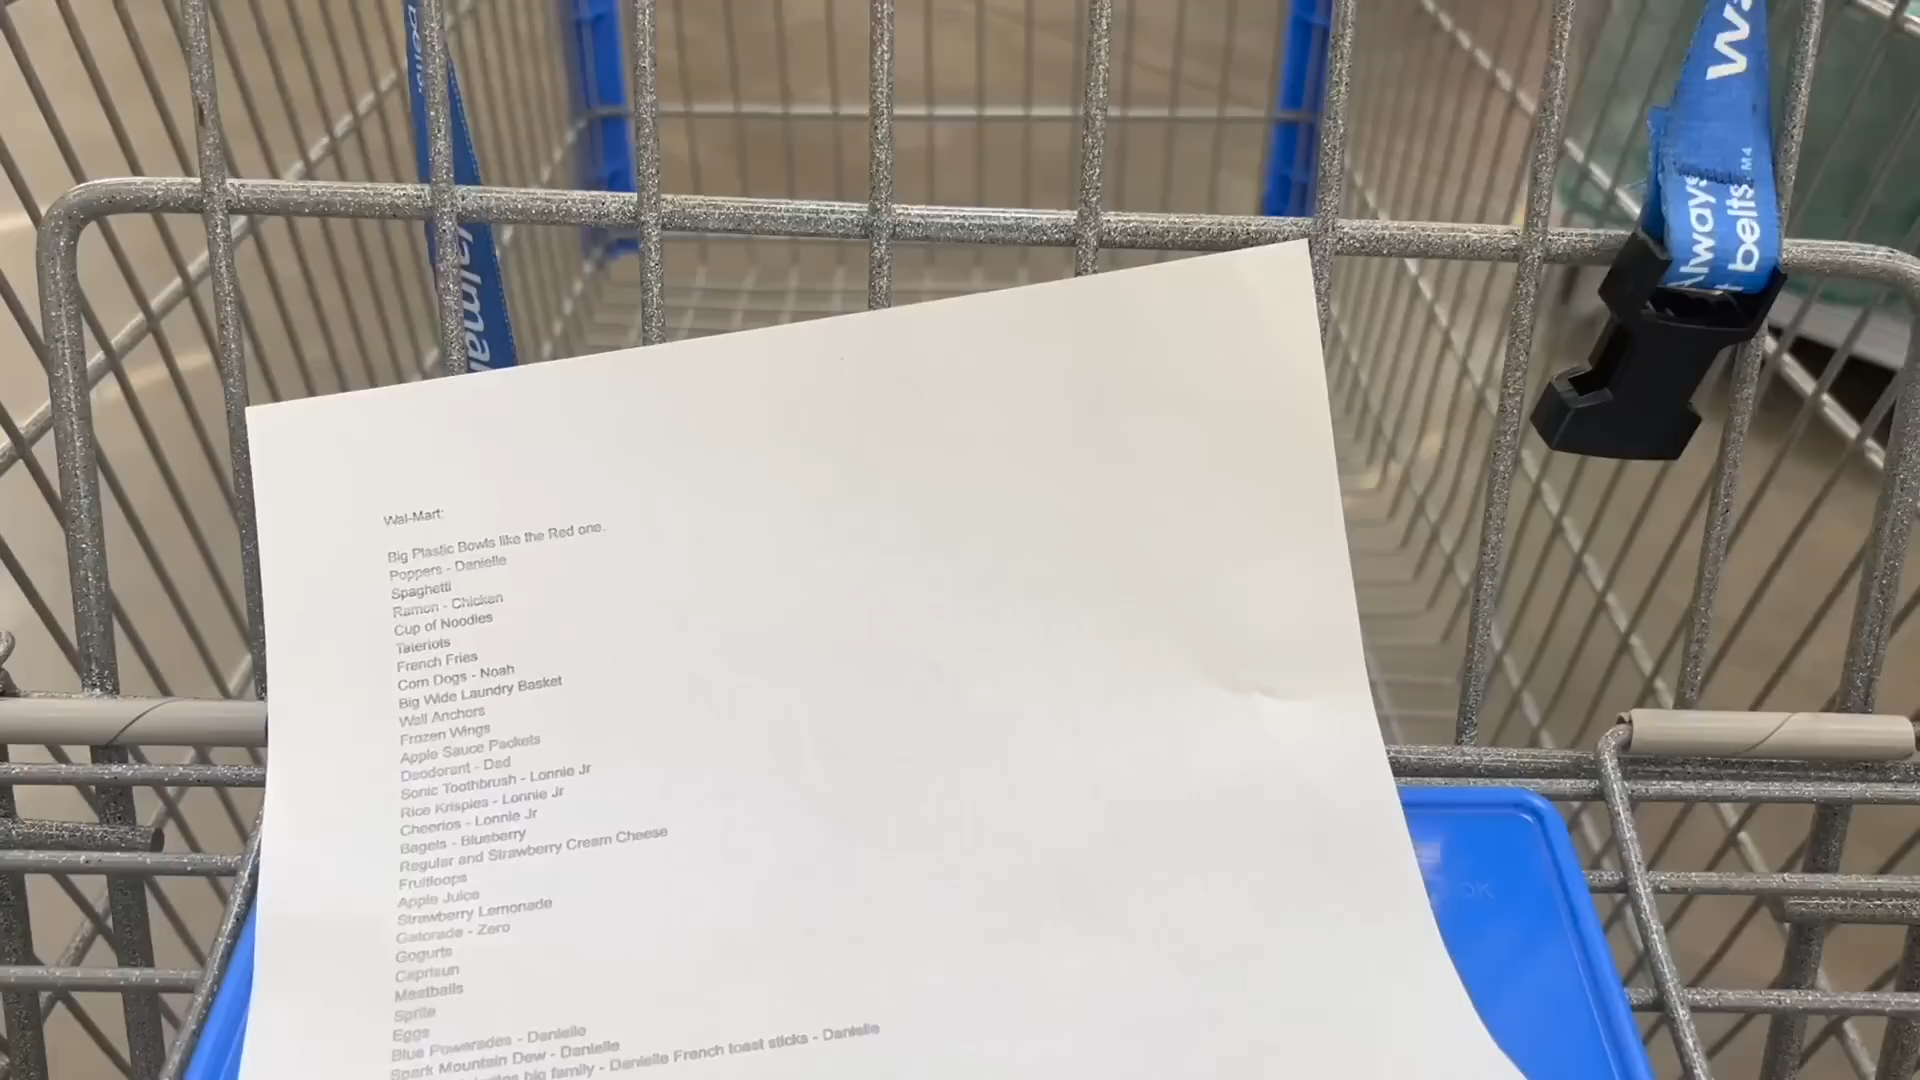 Walmart
Wa
Always
t belts
Wal-Mart:
Big Plastic Bowls like the Red one.
Poppers - Danielle
Spaghetti
Ramon - Chicken
Cup of Noodles
Tatertots
French Fries
Corn Dogs - Noah
Big Wide Laundry Basket
Wall Anchors
Frozen Wings
Apple Sauce Packets
Deodorant - Dad
Sonic Toothbrush - Lonnie Jr
Rice Krispies - Lonnie Jr
Cheerios - Lonnie Jr
Bagels - Blueberry
Regular and Strawberry Cream Cheese
Fruitloops
Apple Juice
Strawberry Lemonade
Gatorade - Zero
Gogurts
Caprisun
Meatballs
Sprite
Eggs
Blue Powerades - Danielle
Spark Mountain Dew - Danielle
big family - Danielle French toast sticks - Danielle